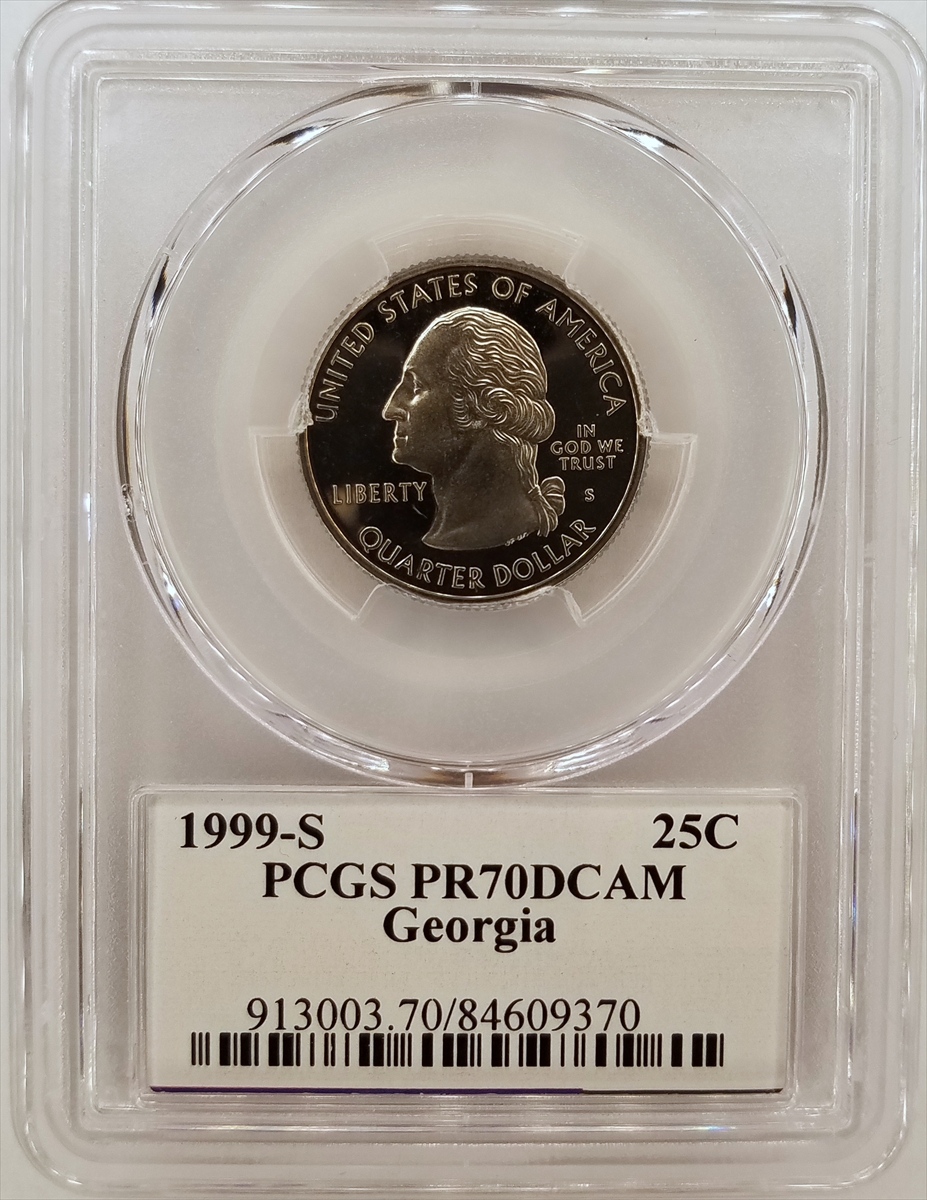 UNITED STATES OF AMERICA
IN
GOD WE
TRUST
LIBERTY
S
QUARTER DOLLAR
1999-S 25C
PCGS PR70DCAM
Georgia
913003.70/84609370